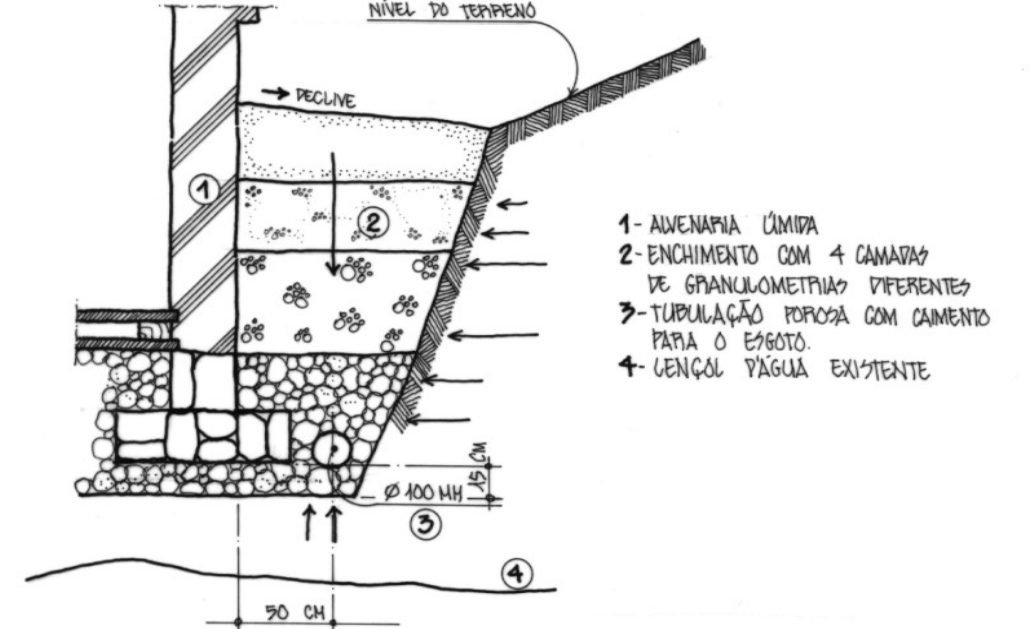 NÍVEL DO TERRENO
→ DECLIVE
1
2
1- ALVENARIA ÚMIDA
2- ENCHIMENTO COM 4 CAMADAS
DE GRANULOMETRIAS DIFERENTES
3- TUBULAÇÃO POROSA COM CAIMENTO
PARA O ESGOTO.
4- LENÇOL D'ÁGUA EXISTENTE
15 CM
Ø 100 MM
3
4
50 CM